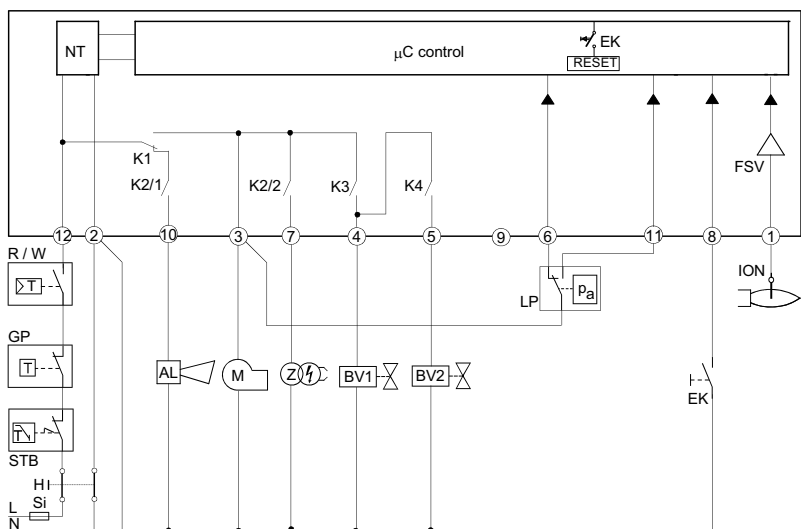 NT
µC control
EK
RESET
FSV
K1
K2/1
K2/2
K3
K4
12
2
10
3
7
4
5
9
6
11
8
1
R / W
T
LP
pa
ION
GP
T
AL
M
Z
BV1
BV2
EK
T
STB
H
Si
L
N